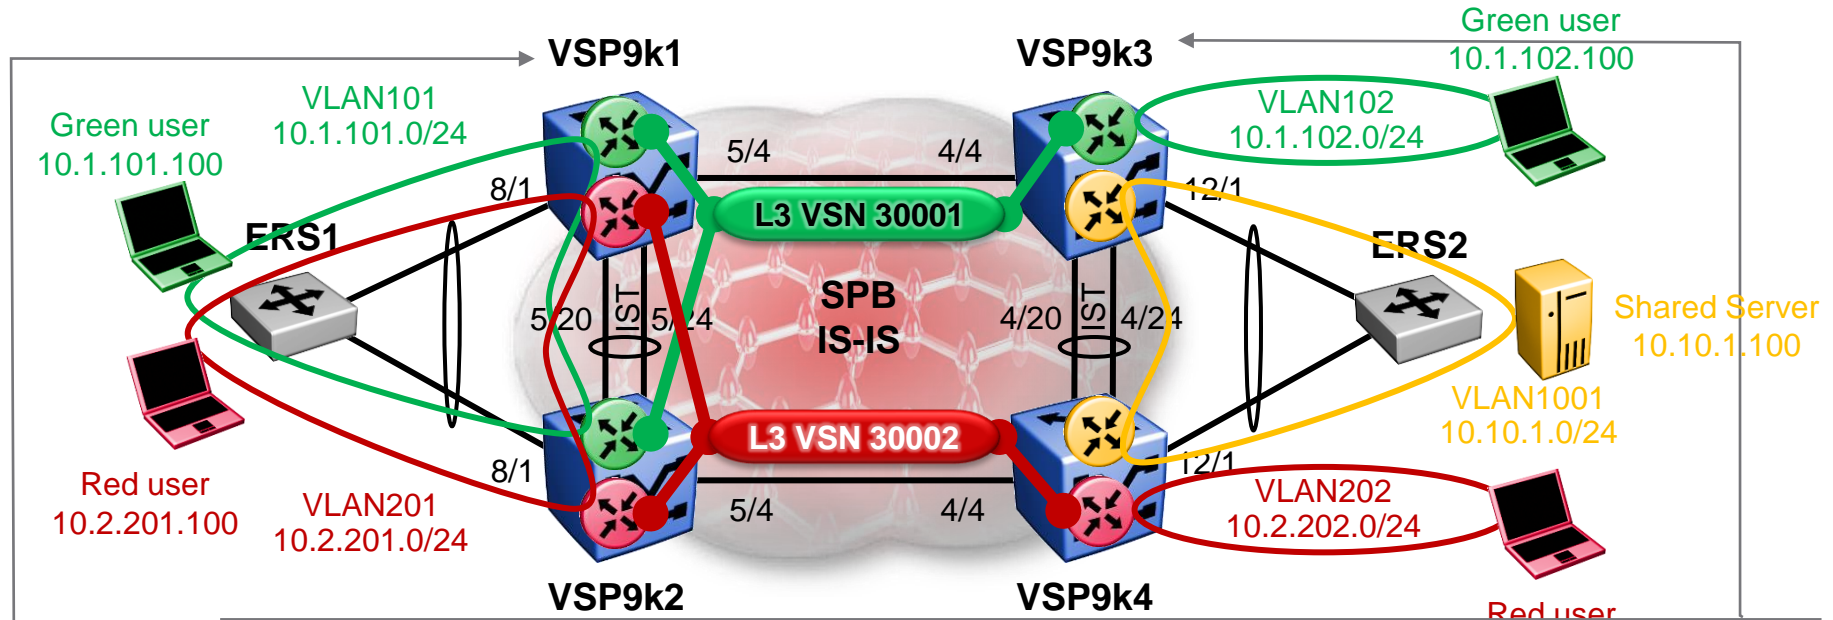 Green user
10.1.102.100
VSP9k1
VSP9k3
VLAN101
10.1.101.0/24
VLAN102
10.1.102.0/24
Green user
10.1.101.100
5/4
4/4
8/1
12/1
L3 VSN 30001
ERS1
ERS2
SPB
IS-IS
5/20
IST
5/24
4/20
IST
4/24
Shared Server
10.10.1.100
VLAN1001
10.10.1.0/24
L3 VSN 30002
8/1
12/1
Red user
10.2.201.100
VLAN201
10.2.201.0/24
5/4
4/4
VLAN202
10.2.202.0/24
VSP9k2
VSP9k4
Red user